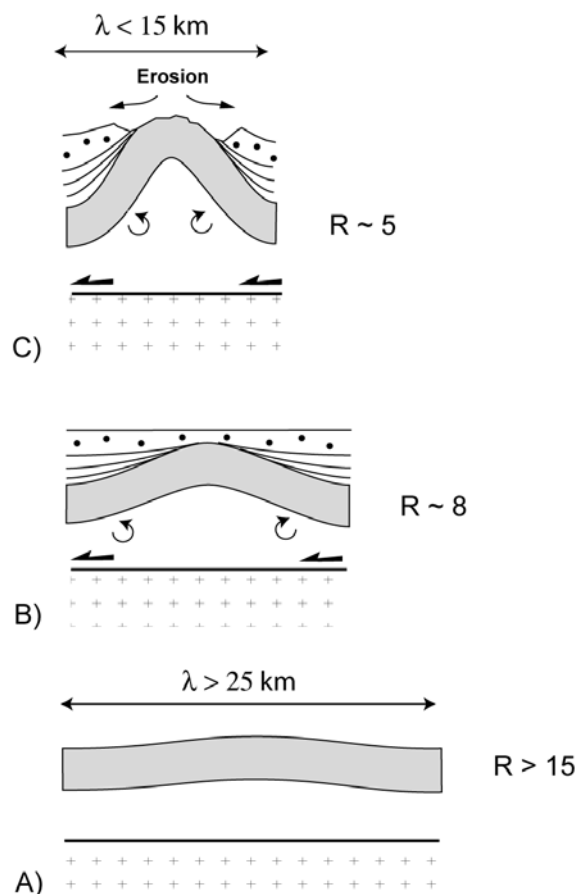 λ < 15 km
Erosion
R ~ 5
C)
R ~ 8
B)
λ > 25 km
R > 15
A)